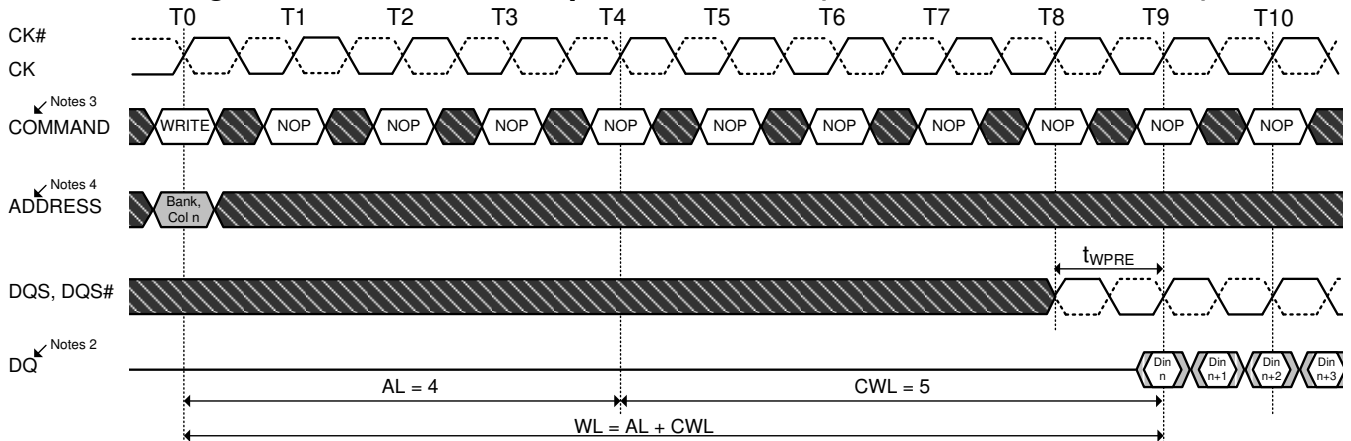 T0 T1 T2 T3 T4 T5 T6 T7 T8 T9 T10
CK#
CK
Notes 3
COMMAND WRITE NOP NOP NOP NOP NOP NOP NOP NOP NOP NOP
Notes 4
ADDRESS
Bank,
Col n
tWPRE
DQS, DQS#
Notes 2
DQ
Din
n
Din
n+1
Din
n+2
Din
n+3
AL = 4 CWL = 5
WL = AL + CWL